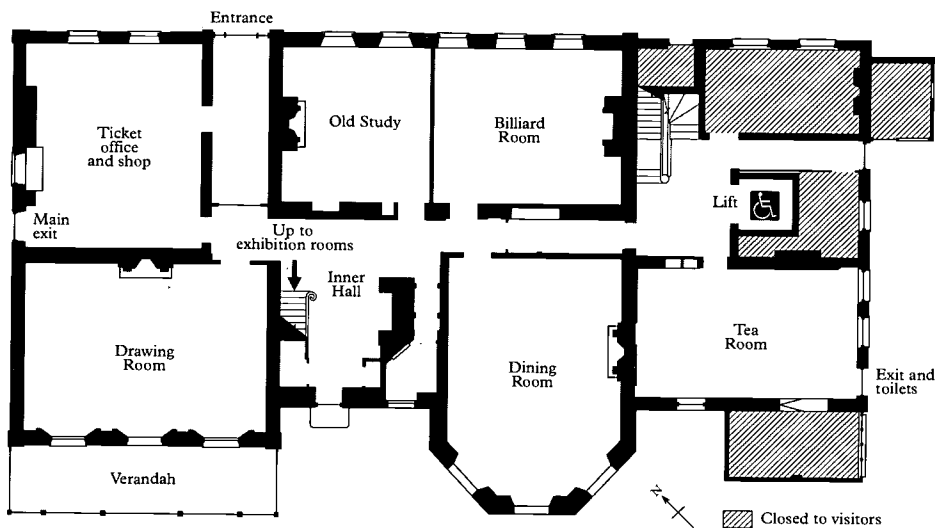 Entrance
Ticket
office
and shop
Old Study
Billiard
Room
Main
exit
Up to
exhibition rooms
Lift
Inner
Hall
Drawing
Room
Dining
Room
Tea
Room
Exit and
toilets
Verandah
N
Closed to visitors